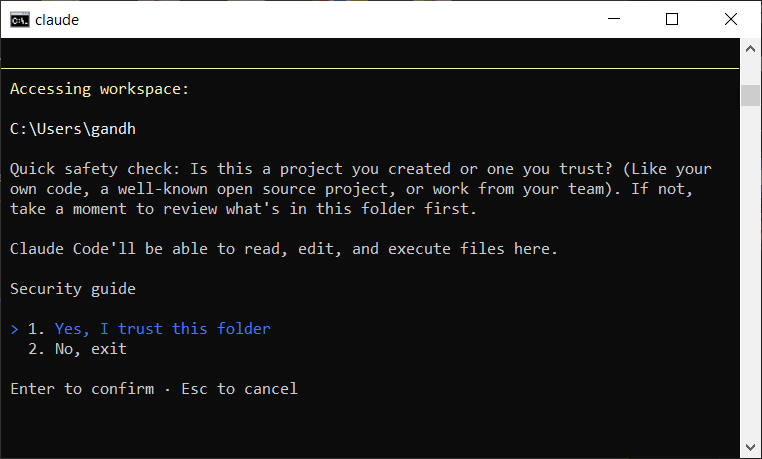 claude
Accessing workspace:
C:\Users\gandh
Quick safety check: Is this a project you created or one you trust? (Like your
own code, a well-known open source project, or work from your team). If not,
take a moment to review what's in this folder first.
Claude Code'll be able to read, edit, and execute files here.
Security guide
> 1. Yes, I trust this folder
2. No, exit
Enter to confirm · Esc to cancel